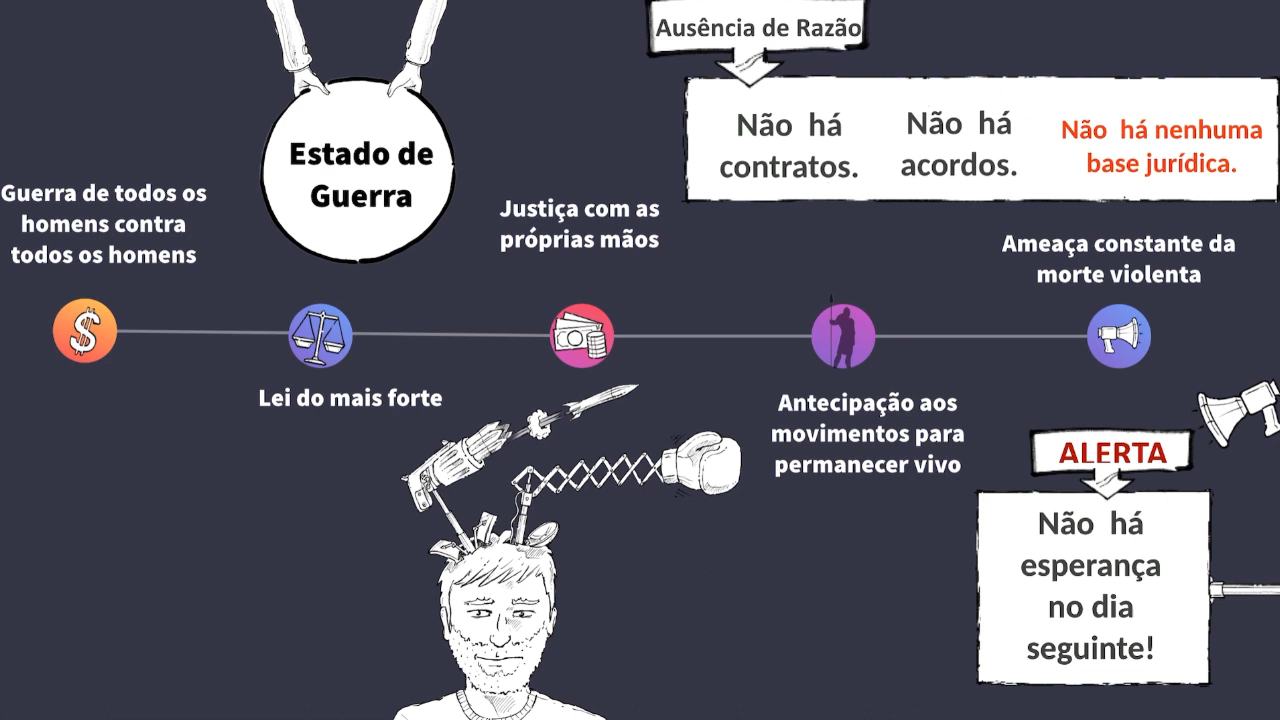 Ausência de Razão
Não há
contratos.
Não há
acordos.
Não há nenhuma
base jurídica.
Estado de
Guerra
Guerra de todos os
homens contra
todos os homens
Justiça com as
próprias mãos
Ameaça constante da
morte violenta
$
Lei do mais forte
Antecipação aos
movimentos para
permanecer vivo
ALERTA
Não há
esperança
no dia
seguinte!